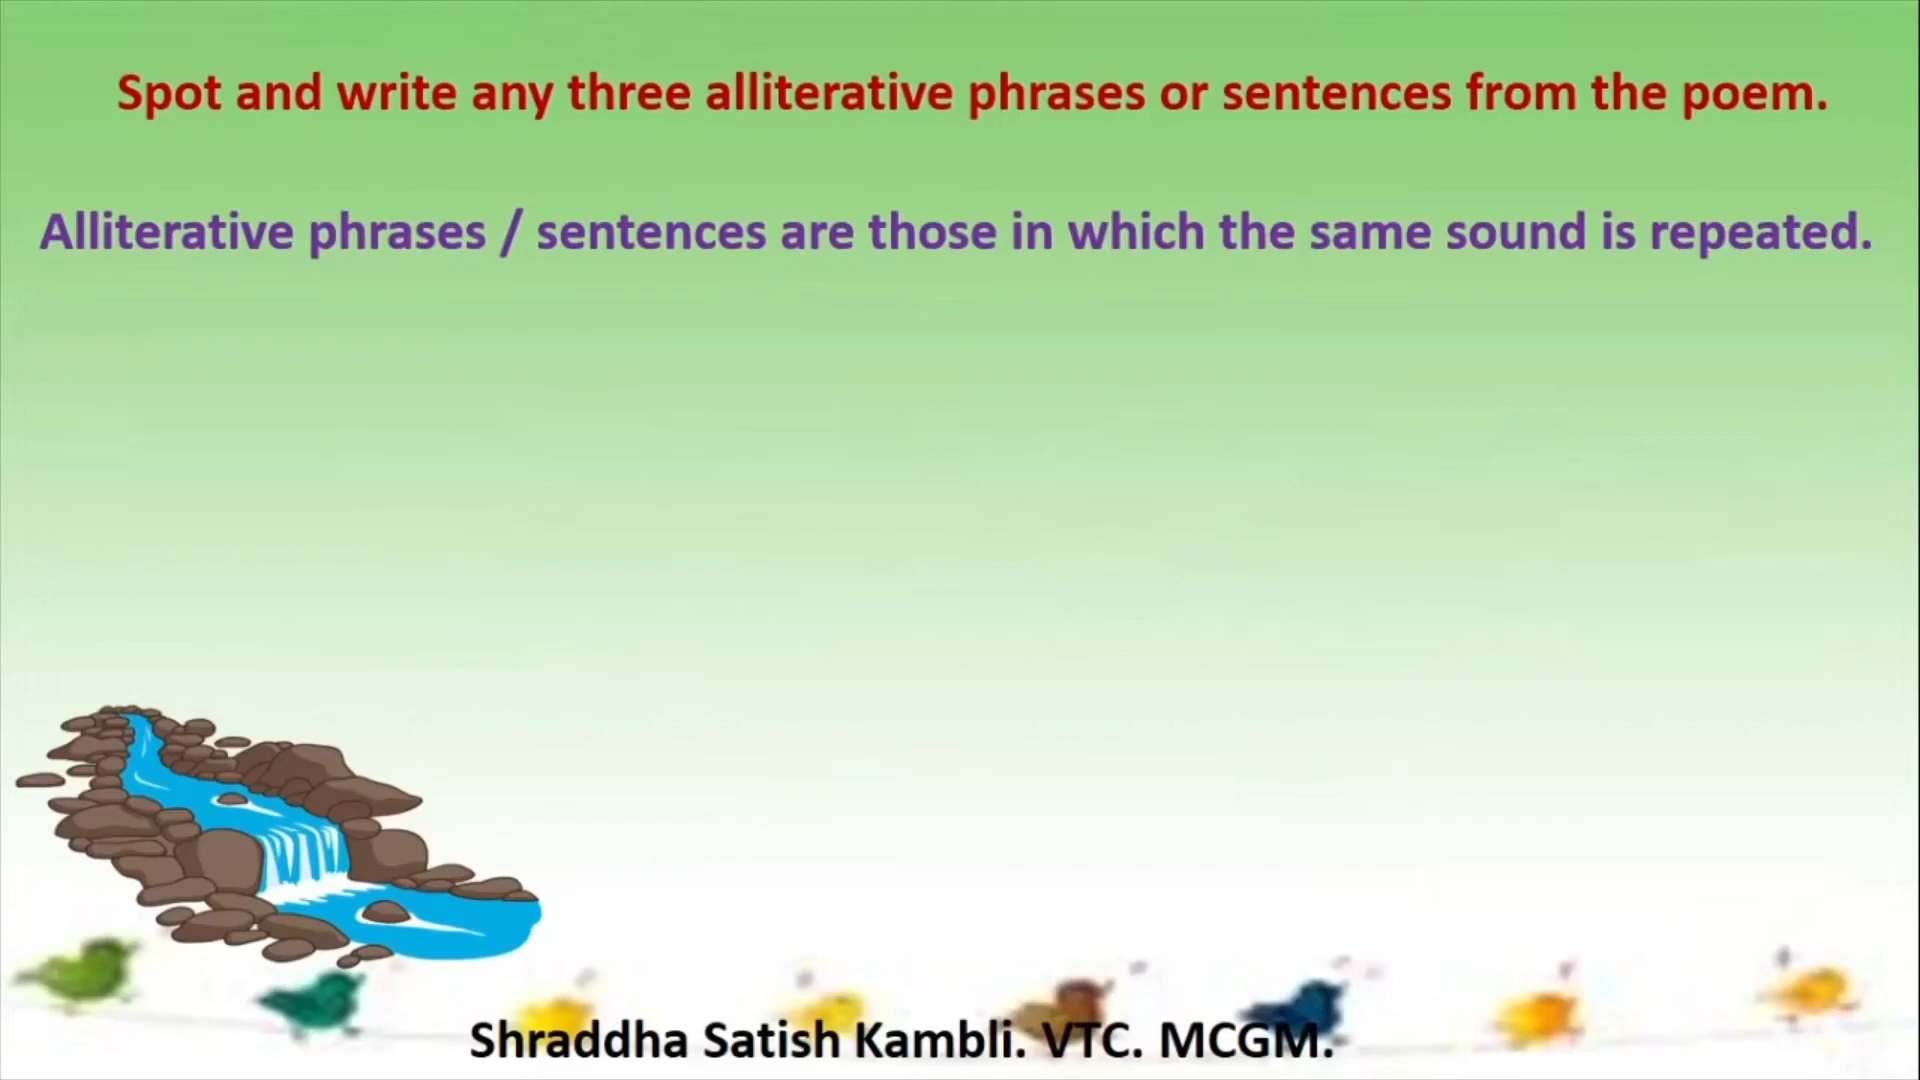 Spot and write any three alliterative phrases or sentences from the poem.
Alliterative phrases / sentences are those in which the same sound is repeated.
Shraddha Satish Kambli. VTC. MCGM.